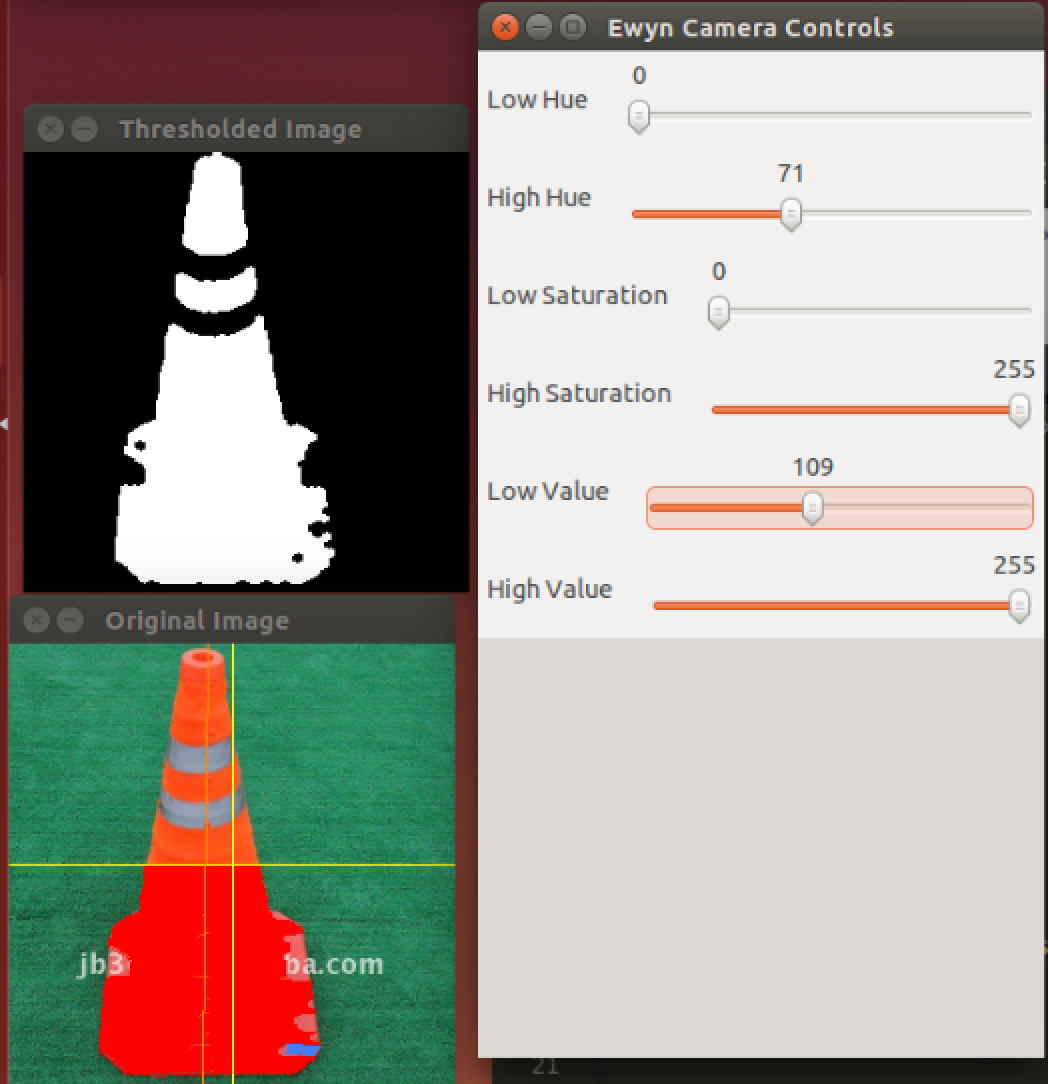 Ewyn Camera Controls
0
Low Hue
71
High Hue
0
Low Saturation
255
High Saturation
109
Low Value
255
High Value
Thresholded Image
Original Image
jb3
ba.com
21